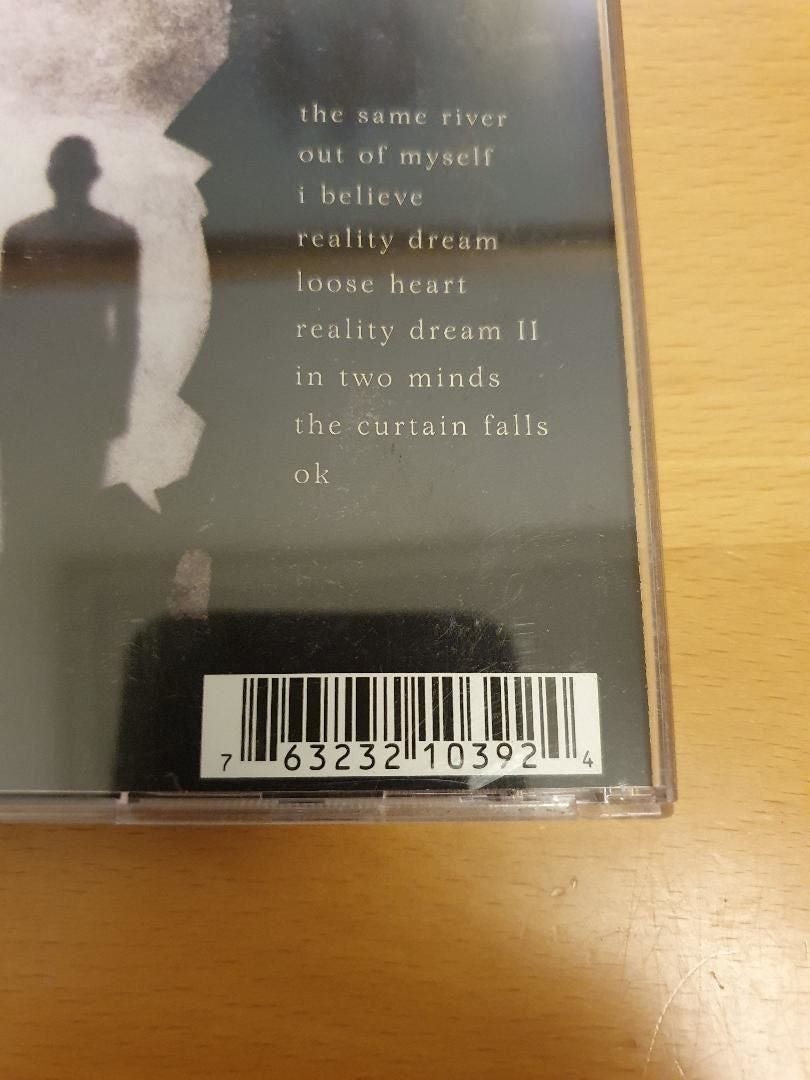 the same river
out of myself
i believe
reality dream
loose heart
reality dream II
in two minds
the curtain falls
ok
7 63232 10392 4